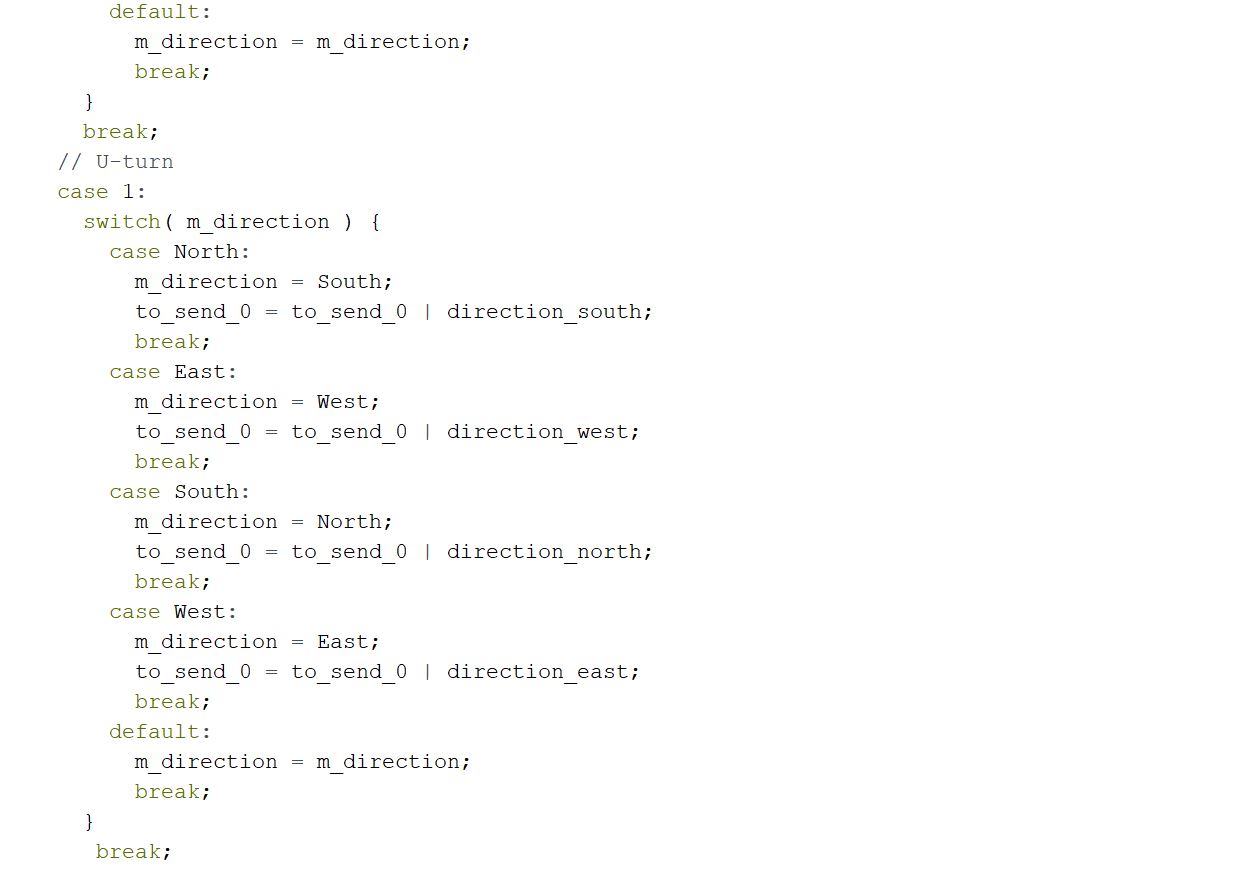 default:
m_direction = m_direction;
break;
}
break;
// U-turn
case 1:
switch( m_direction ) {
case North:
m_direction = South;
to_send_0 = to_send_0 | direction_south;
break;
case East:
m_direction = West;
to_send_0 = to_send_0 | direction_west;
break;
case South:
m_direction = North;
to_send_0 = to_send_0 | direction_north;
break;
case West:
m_direction = East;
to_send_0 = to_send_0 | direction_east;
break;
default:
m_direction = m_direction;
break;
}
break;